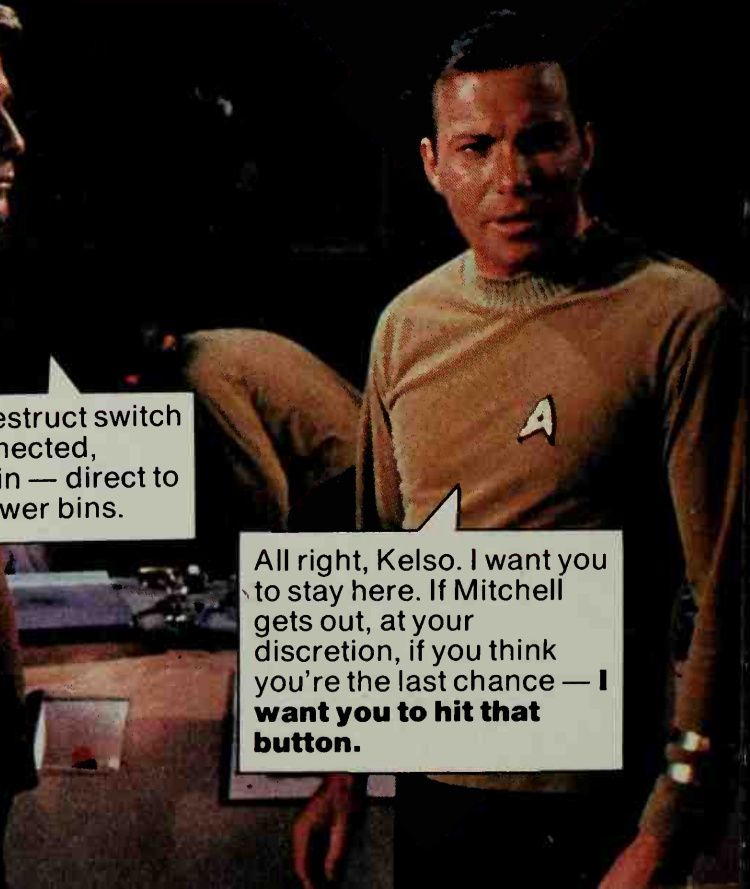 estruct switch
nected,
in — direct to
wer bins.
All right, Kelso. I want you
to stay here. If Mitchell
gets out, at your
discretion, if you think
you're the last chance — I
want you to hit that
button.